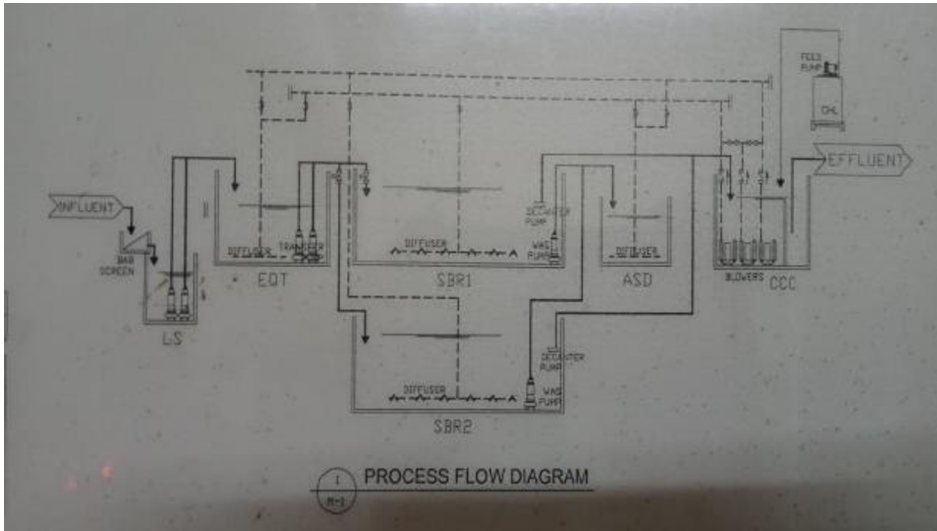 FEED
PUMP
CHL
EFFLUENT
INFLUENT
BAR
SCREEN
LS
DIFFUSER
TRANSFER
EQT
DIFFUSER
DECANTER
PUMP
WAS
PUMP
SBR1
DIFFUSER
ASD
BLOWERS
CCC
DIFFUSER
DECANTER
PUMP
WAS
PUMP
SBR2
1
M-1
PROCESS FLOW DIAGRAM